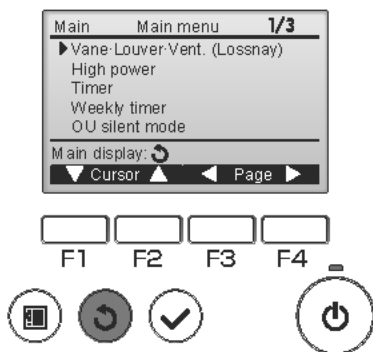 Main Main menu 1/3
Vane·Louver·Vent. (Lossnay)
High power
Timer
Weekly timer
OU silent mode
Main display:
Cursor Page
F1 F2 F3 F4